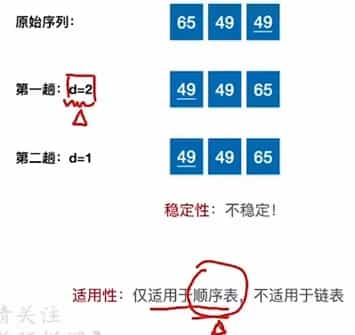 原始序列： 65 49 49
第一趟：d=2 49 49 65
第二趟：d=1 49 49 65
稳定性：不稳定！
适用性：仅适用于顺序表，不适用于链表
请关注